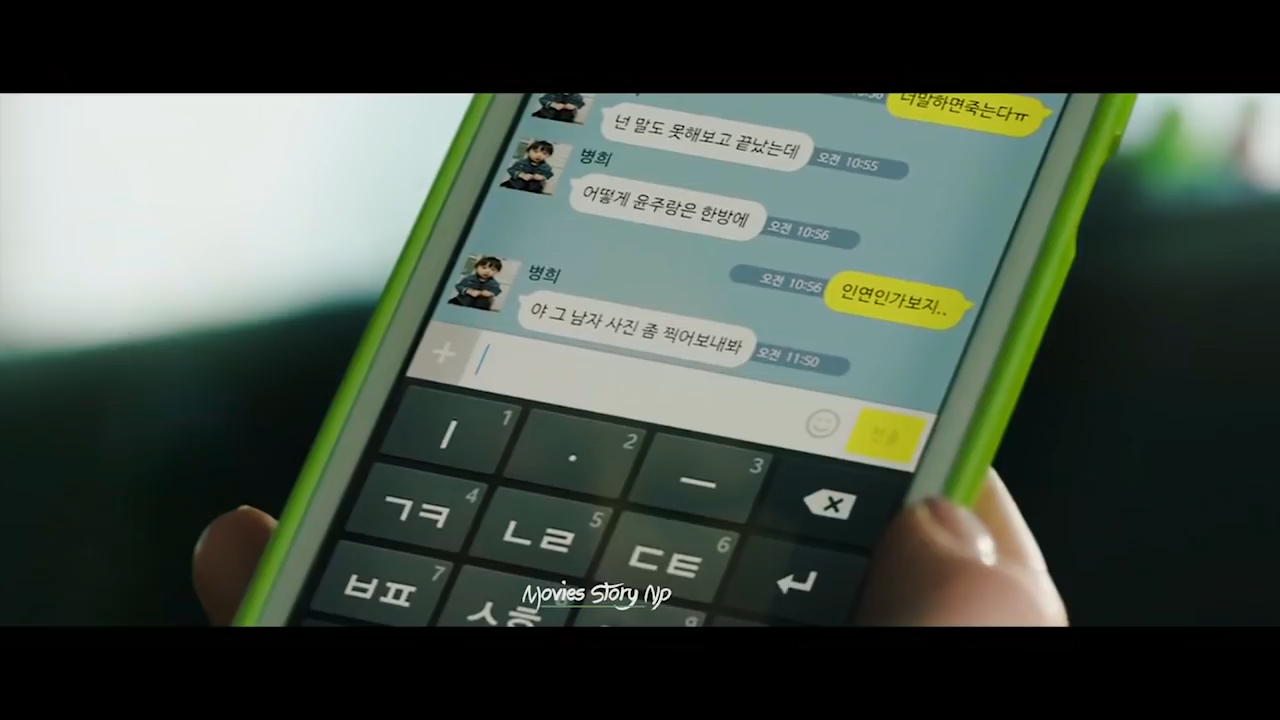 너말하면죽는다ㅠ
넌 말도 못해보고 끝났는데
오전 10:55
병희
어떻게 윤주랑은 한방에
오전 10:56
오전 10:56
인연인가보지..
병희
야 그 남자 사진 좀 찍어보내봐
오전 11:50
+
전송
ㅣ 1
· 2
ㅡ 3
ㄱㅋ 4
ㄴㄹ 5
ㄷㅌ 6
ㅂㅍ 7
ㅅㅎ
9
Movies Story Np